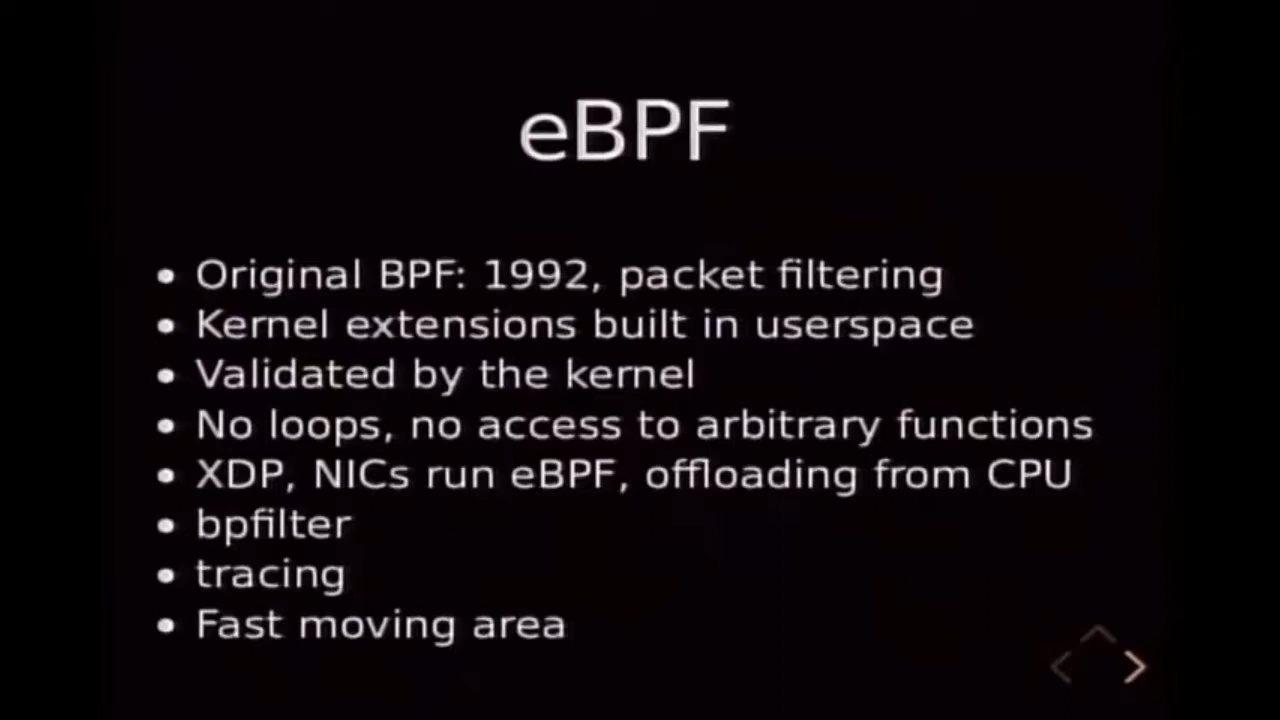 eBPF
• Original BPF: 1992, packet filtering
• Kernel extensions built in userspace
• Validated by the kernel
• No loops, no access to arbitrary functions
• XDP, NICs run eBPF, offloading from CPU
• bpfilter
• tracing
• Fast moving area